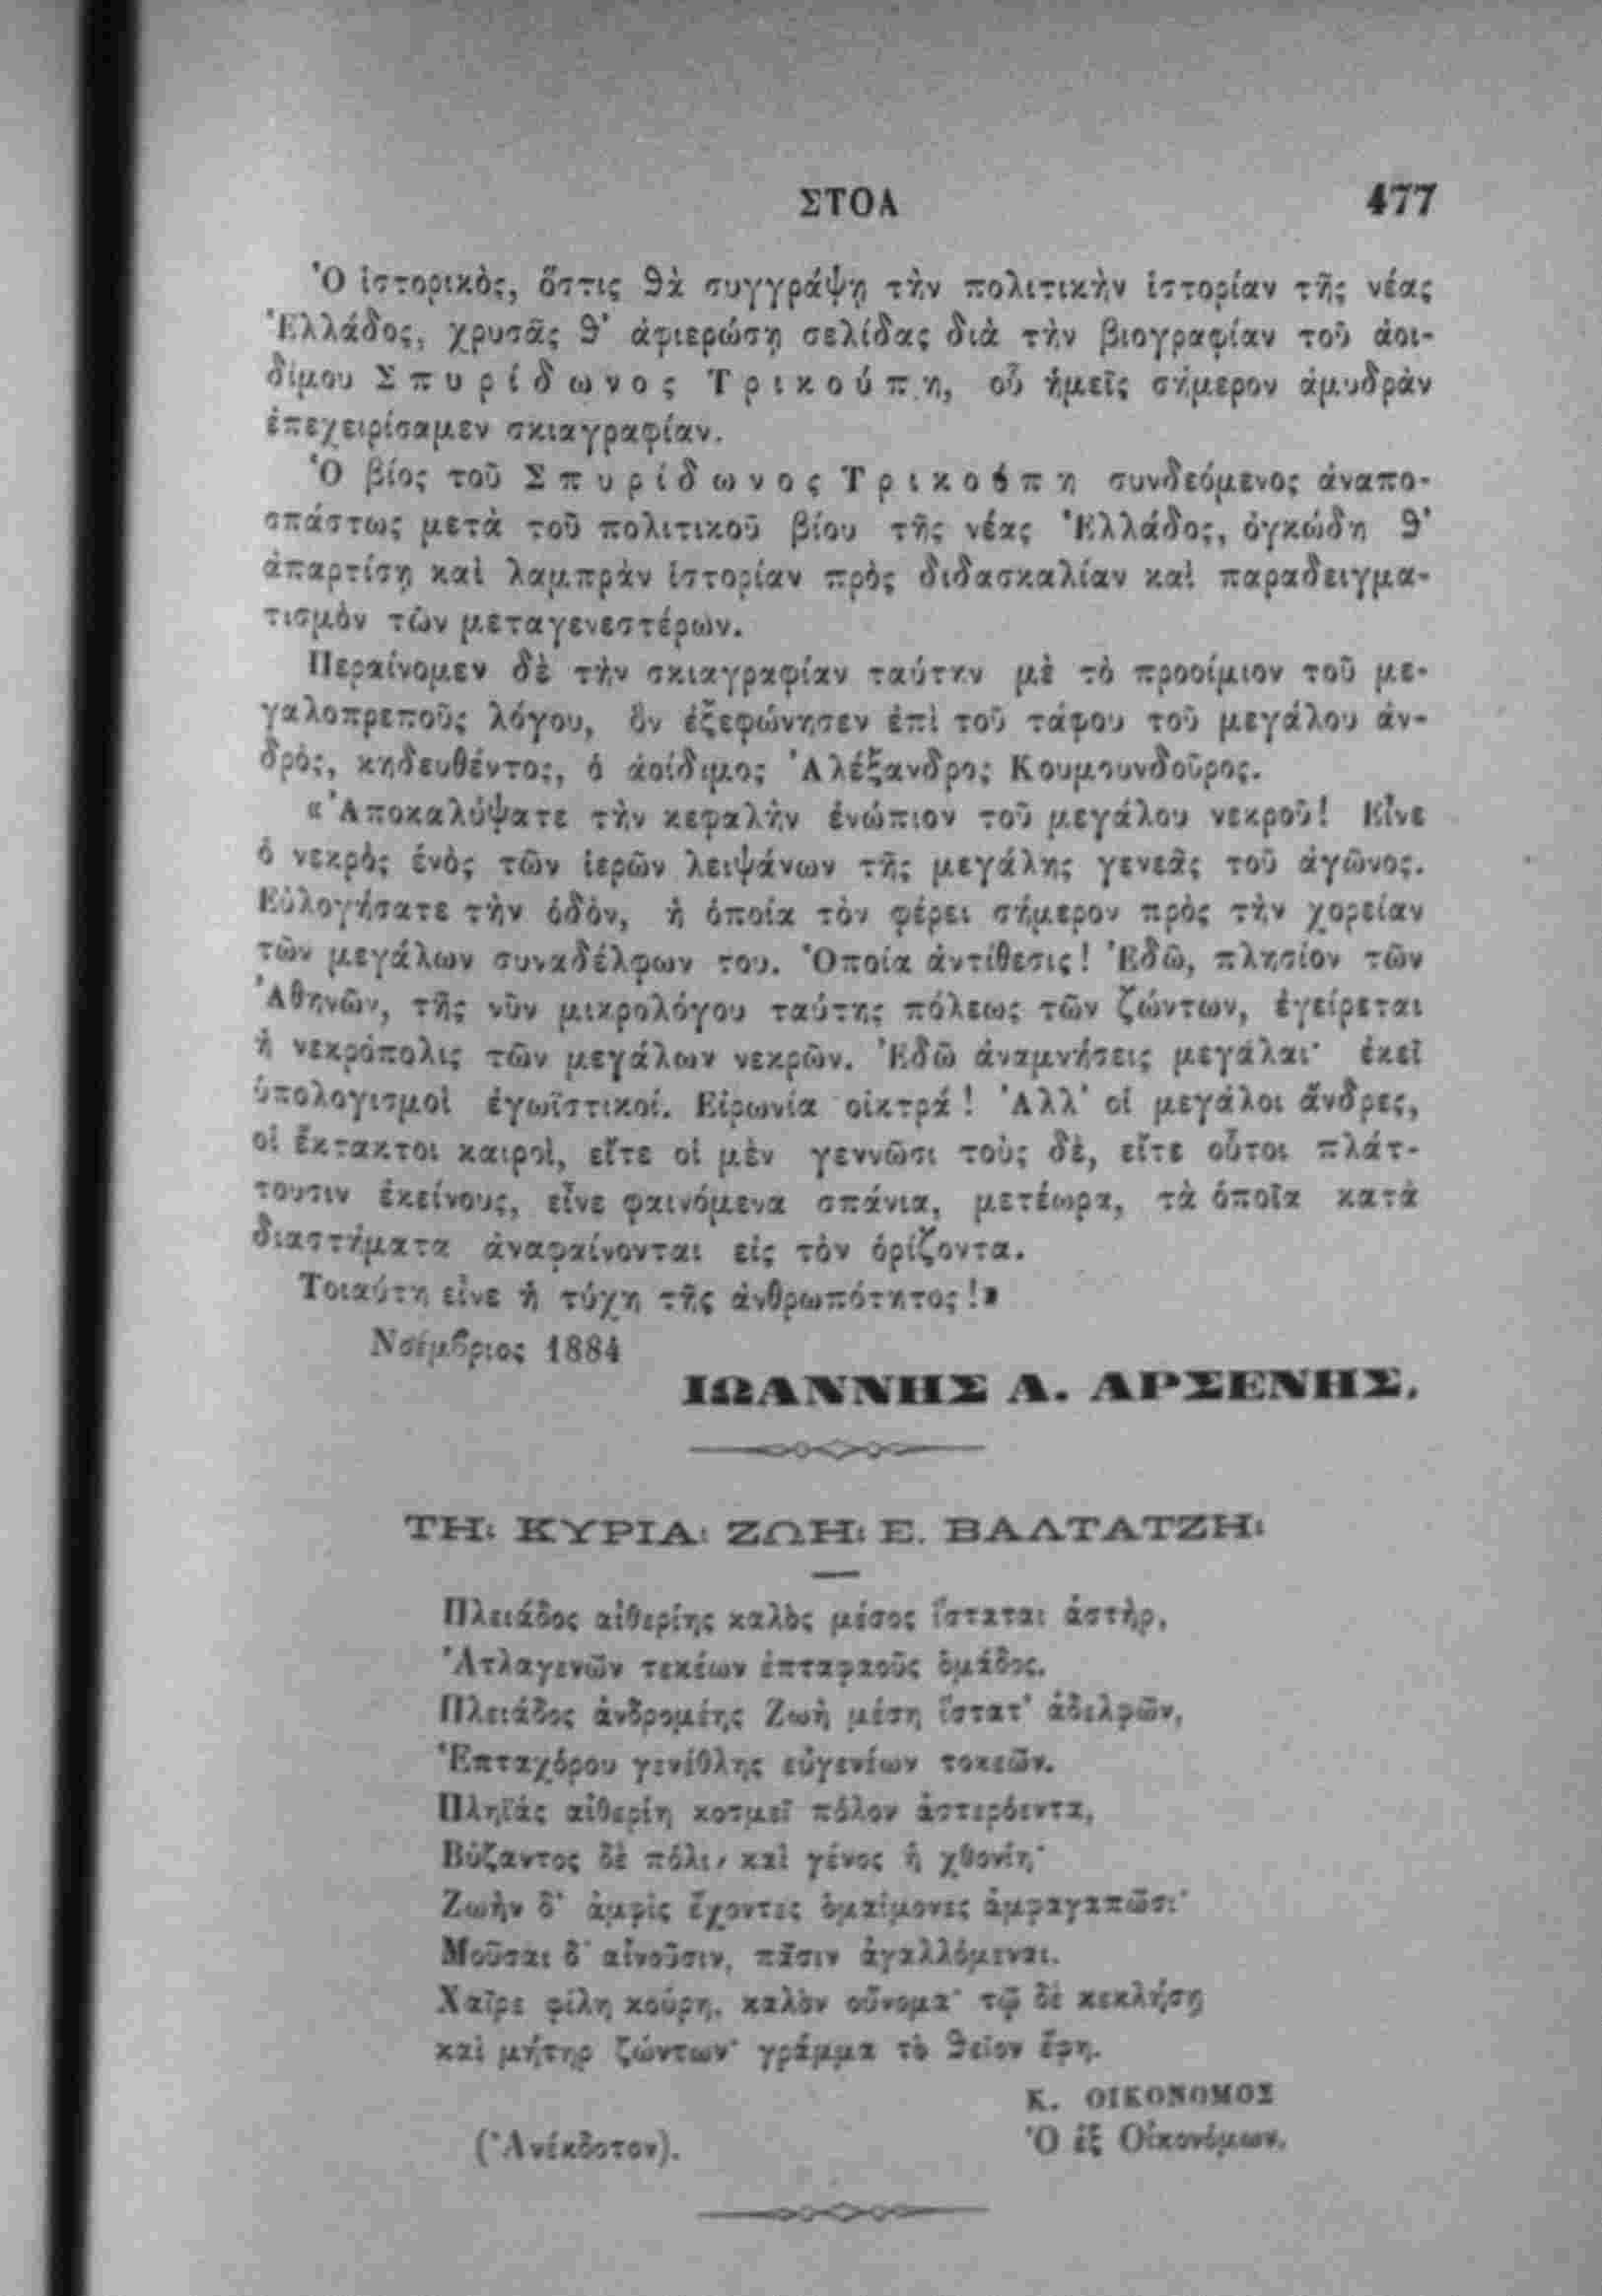 ΣΤΟΑ 477
Ὁ ἱστορικὸς, ὅστις θὰ συγγράψῃ τὴν πολιτικὴν ἱστορίαν τῆς νέας
Ἑλλάδος, χρυσᾶς θ' ἀφιερώσῃ σελίδας διὰ τὴν βιογραφίαν τοῦ ἀοι-
δίμου Σπυρίδωνος Τρικούπη, οὗ ἡμεῖς σήμερον ἀμυδρὰν
ἐπεχειρίσαμεν σκιαγραφίαν.
Ὁ βίος τοῦ Σπυρίδωνος Τρικούπη συνδεόμενος ἀναπο-
σπάστως μετὰ τοῦ πολιτικοῦ βίου τῆς νέας Ἑλλάδος, ὀγκώδη θ'
ἀπαρτίσῃ καὶ λαμπρὰν ἱστορίαν πρὸς διδασκαλίαν καὶ παραδειγμα-
τισμὸν τῶν μεταγενεστέρων.
Περαίνομεν δὲ τὴν σκιαγραφίαν ταύτην μὲ τὸ προοίμιον τοῦ με-
γαλοπρεποῦς λόγου, ὃν ἐξεφώνησεν ἐπὶ τοῦ τάφου τοῦ μεγάλου ἀν-
δρὸς, κηδευθέντος, ὁ ἀοίδιμος Ἀλέξανδρος Κουμουνδοῦρος.
«Ἀποκαλύψατε τὴν κεφαλὴν ἐνώπιον τοῦ μεγάλου νεκροῦ! Εἶνε
ὁ νεκρὸς ἑνὸς τῶν ἱερῶν λειψάνων τῆς μεγάλης γενεᾶς τοῦ ἀγῶνος.
Εὐλογήσατε τὴν ὁδὸν, ἡ ὁποία τὸν φέρει σήμερον πρὸς τὴν χορείαν
τῶν μεγάλων συναδέλφων του. Ὁποία ἀντίθεσις! Ἐδῶ, πλησίον τῶν
Ἀθηνῶν, τῆς νῦν μικρολόγου ταύτης πόλεως τῶν ζώντων, ἐγείρεται
ἡ νεκρόπολις τῶν μεγάλων νεκρῶν. Ἐδῶ ἀναμνήσεις μεγάλαι· ἐκεῖ
ὑπολογισμοὶ ἐγωϊστικοί. Εἰρωνία οἰκτρά! Ἀλλ' οἱ μεγάλοι ἄνδρες,
οἱ ἔκτακτοι καιροὶ, εἴτε οἱ μὲν γεννῶσι τοὺς δὲ, εἴτε οὗτοι πλάτ-
τουσιν ἐκείνους, εἶνε φαινόμενα σπάνια, μετέωρα, τὰ ὁποῖα κατὰ
διαστήματα ἀναφαίνονται εἰς τὸν ὁρίζοντα.
Τοιαύτη εἶνε ἡ τύχη τῆς ἀνθρωπότητος!»
Νοέμβριος 1884
ΙΩΑΝΝΗΣ Α. ΑΡΣΕΝΗΣ.
ΤΗι ΚΥΡΙΑι ΖΩΗι Ε. ΒΑΛΤΑΤΖΗι
Πλειάδος αἰθερίης καλὸς μέσος ἵσταται ἀστὴρ,
Ἀτλαγενῶν τεκέων ἑπταφαοῦς ὁμάδος.
Πλειάδος ἀνδρομέης Ζωὴ μέση ἵστατ' ἀδελφῶν,
Ἑπταχόρου γενέθλης εὐγενέων τοκεῶν.
Πληϊὰς αἰθερίη κοσμεῖ πόλον ἀστερόεντα,
Βύζαντος δὲ πόλιν καὶ γένος ἡ χθονίη·
Ζωὴν δ' ἀμφὶς ἔχοντες ὁμαίμονες ἀμφαγαπῶσι·
Μοῦσαι δ' αἰνοῦσιν, πᾶσιν ἀγαλλόμεναι.
Χαῖρε φίλη κούρη, καλὸν οὔνομα· τῷ δὲ κεκλήσῃ
καὶ μήτηρ ζώντων· γράμμα τὸ θεῖον ἔφη.
Κ. ΟΙΚΟΝΟΜΟΣ
(Ἀνέκδοτον). Ὁ ἐξ Οἰκονόμων.